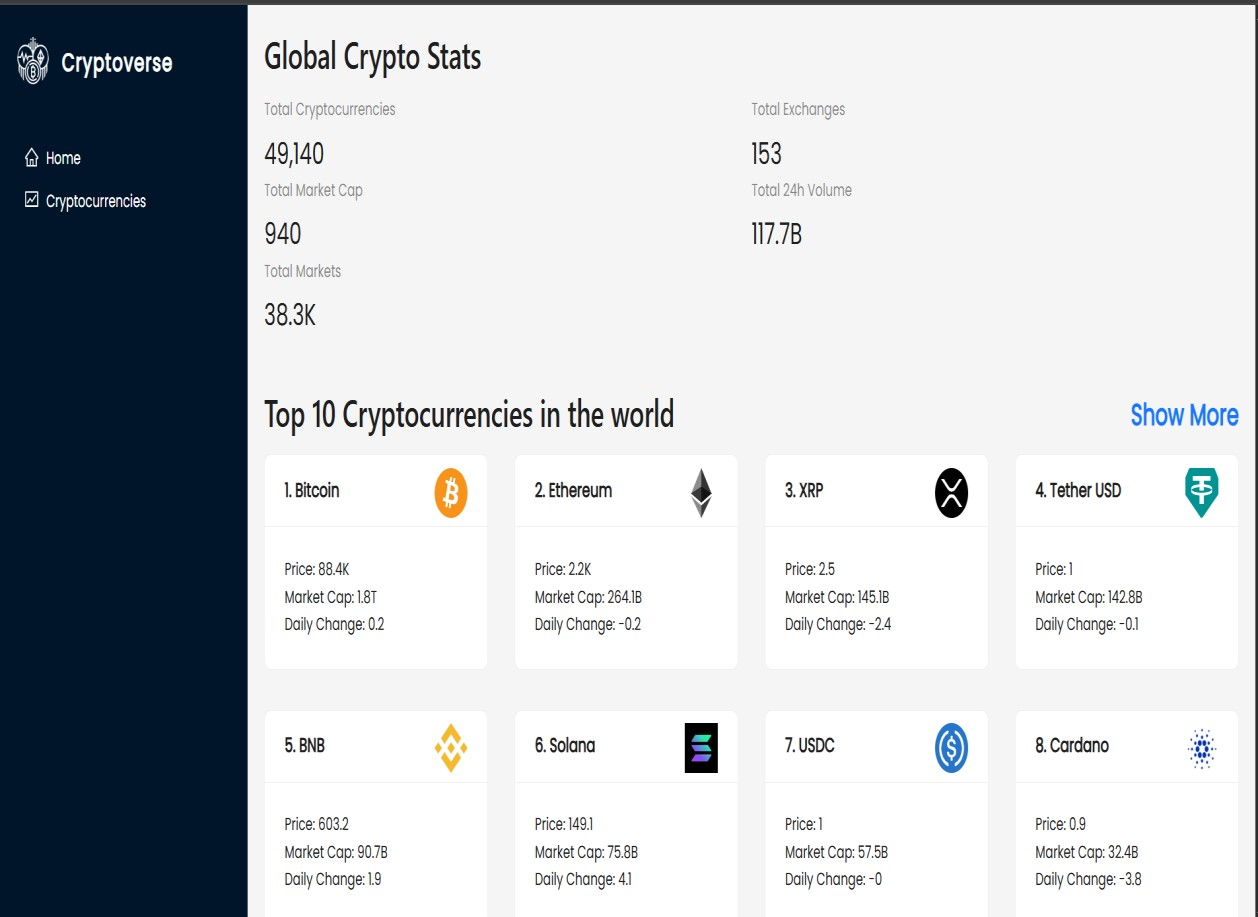 Cryptoverse
Home
Cryptocurrencies
Global Crypto Stats
Total Cryptocurrencies
49,140
Total Exchanges
153
Total Market Cap
940
Total 24h Volume
117.7B
Total Markets
38.3K
Top 10 Cryptocurrencies in the world
Show More
1. Bitcoin
Price: 88.4K
Market Cap: 1.8T
Daily Change: 0.2
2. Ethereum
Price: 2.2K
Market Cap: 264.1B
Daily Change: -0.2
3. XRP
Price: 2.5
Market Cap: 145.1B
Daily Change: -2.4
4. Tether USD
Price: 1
Market Cap: 142.8B
Daily Change: -0.1
5. BNB
Price: 603.2
Market Cap: 90.7B
Daily Change: 1.9
6. Solana
Price: 149.1
Market Cap: 75.8B
Daily Change: 4.1
7. USDC
Price: 1
Market Cap: 57.5B
Daily Change: -0
8. Cardano
Price: 0.9
Market Cap: 32.4B
Daily Change: -3.8